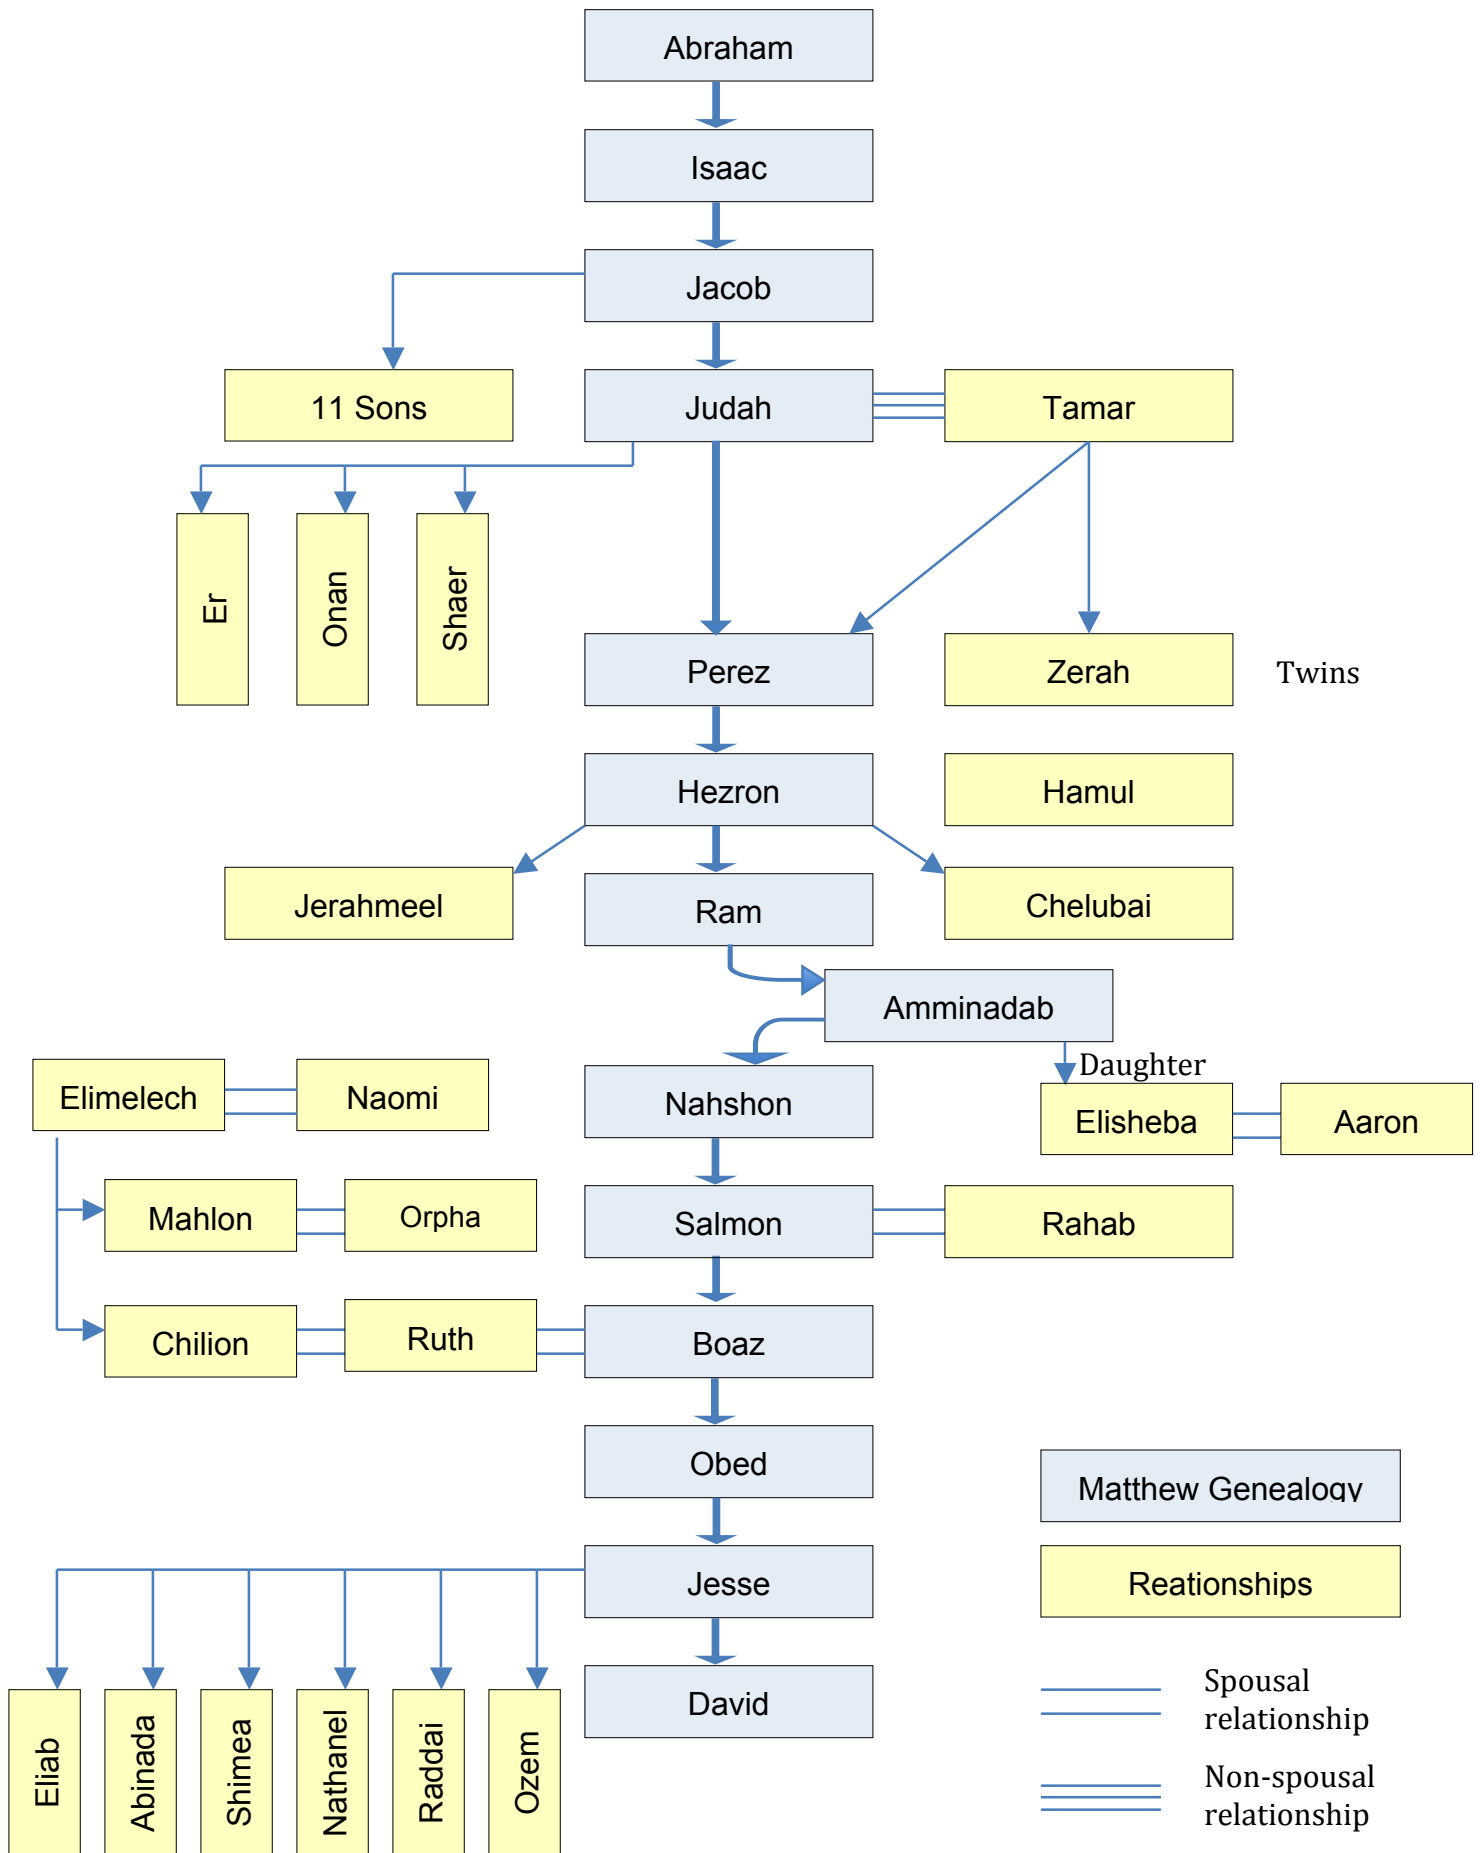 Abraham
Isaac
Jacob
11 Sons
Judah
Tamar
Er
Onan
Shaer
Perez
Zerah
Twins
Hezron
Hamul
Jerahmeel
Ram
Chelubai
Amminadab
Daughter
Elimelech
Naomi
Nahshon
Elisheba
Aaron
Mahlon
Orpha
Salmon
Rahab
Chilion
Ruth
Boaz
Obed
Matthew Genealogy
Jesse
Reationships
David
Eliab
Abinada
Shimea
Nathanel
Raddai
Ozem
Spousal
relationship
Non-spousal
relationship